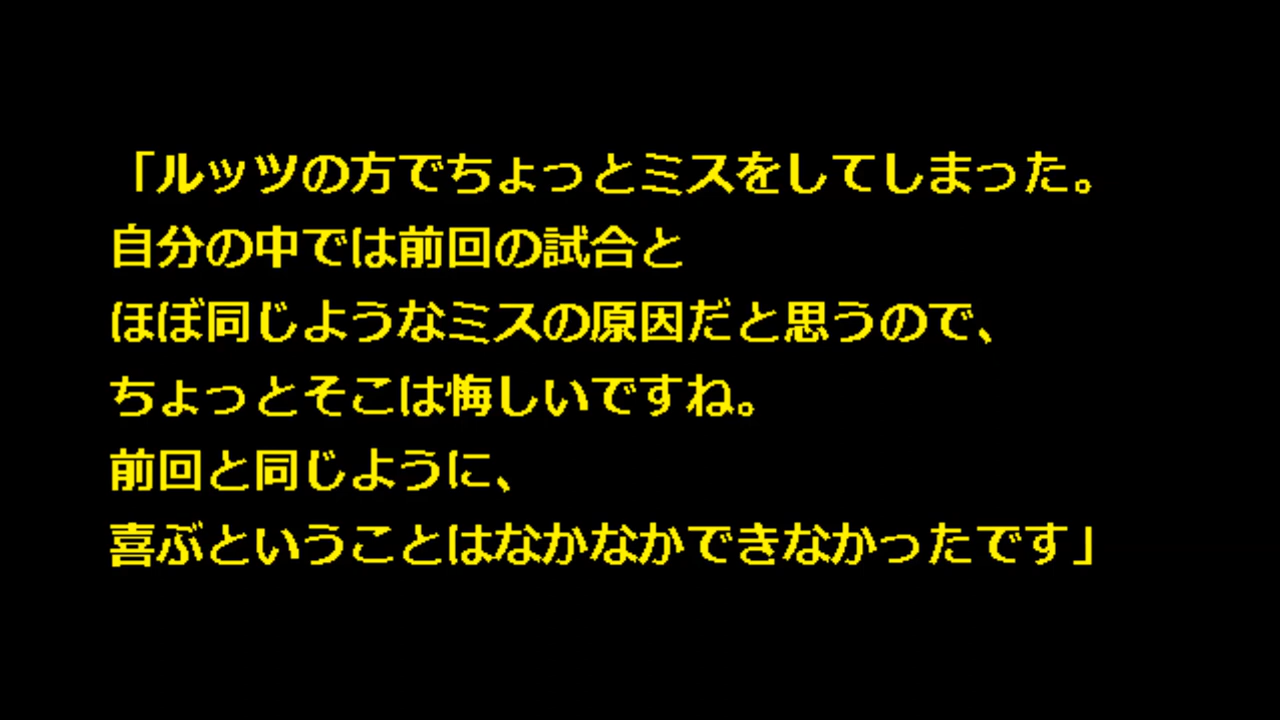 「ルッツの方でちょっとミスをしてしまった。
自分の中では前回の試合と
ほぼ同じようなミスの原因だと思うので、
ちょっとそこは悔しいですね。
前回と同じように、
喜ぶということはなかなかできなかったです」